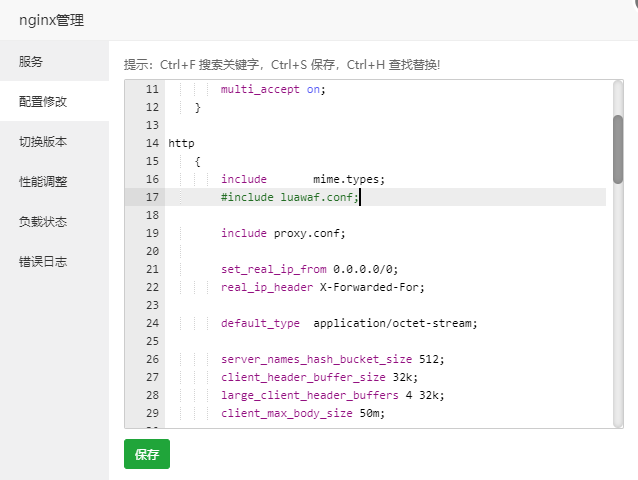 nginx管理
服务
配置修改
切换版本
性能调整
负载状态
错误日志
提示：Ctrl+F 搜索关键字，Ctrl+S 保存，Ctrl+H 查找替换!
11 multi_accept on;
12 }
13
14 http
15 {
16 include mime.types;
17 #include luawaf.conf;
18
19 include proxy.conf;
20
21 set_real_ip_from 0.0.0.0/0;
22 real_ip_header X-Forwarded-For;
23
24 default_type application/octet-stream;
25
26 server_names_hash_bucket_size 512;
27 client_header_buffer_size 32k;
28 large_client_header_buffers 4 32k;
29 client_max_body_size 50m;
保存